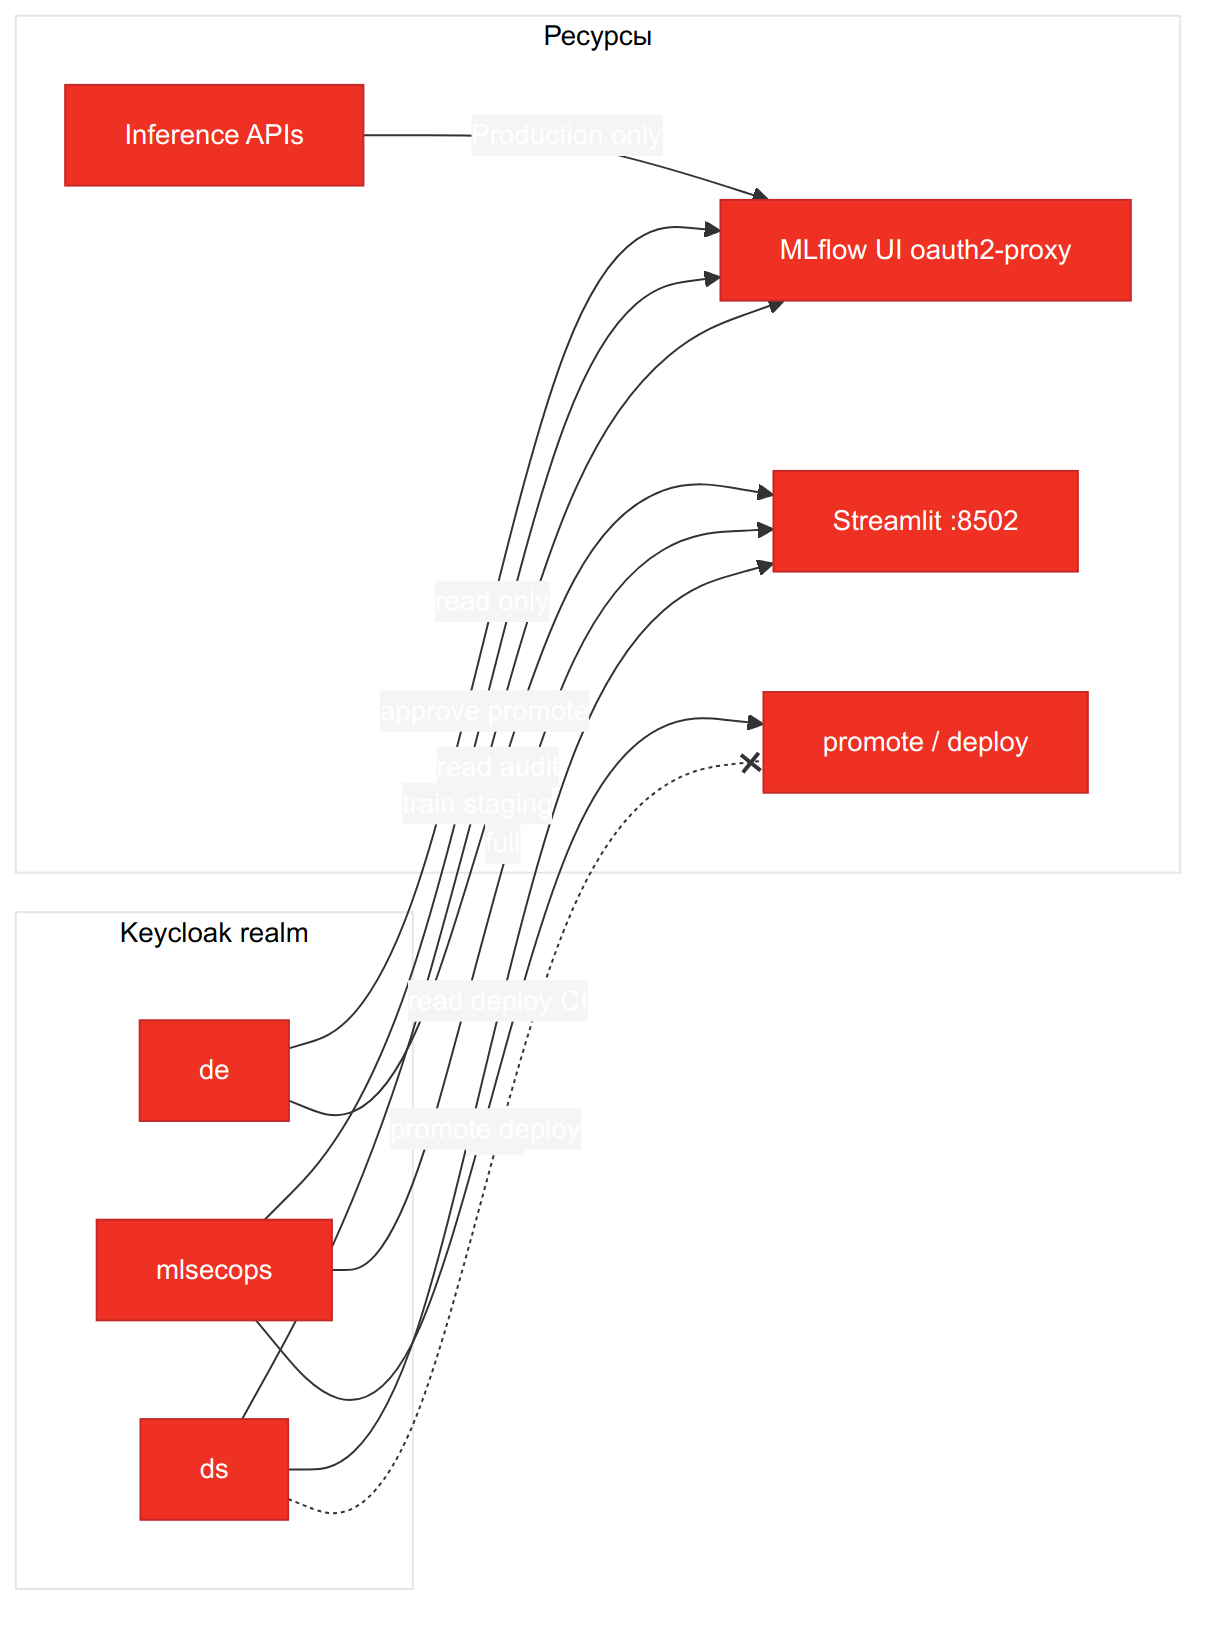 Ресурсы
Inference APIs
Production only
MLflow UI oauth2-proxy
Streamlit :8502
read only
approve promote
promote / deploy
read audit
train staging
full
Keycloak realm
read deploy CI
de
promote deploy
mlsecops
ds